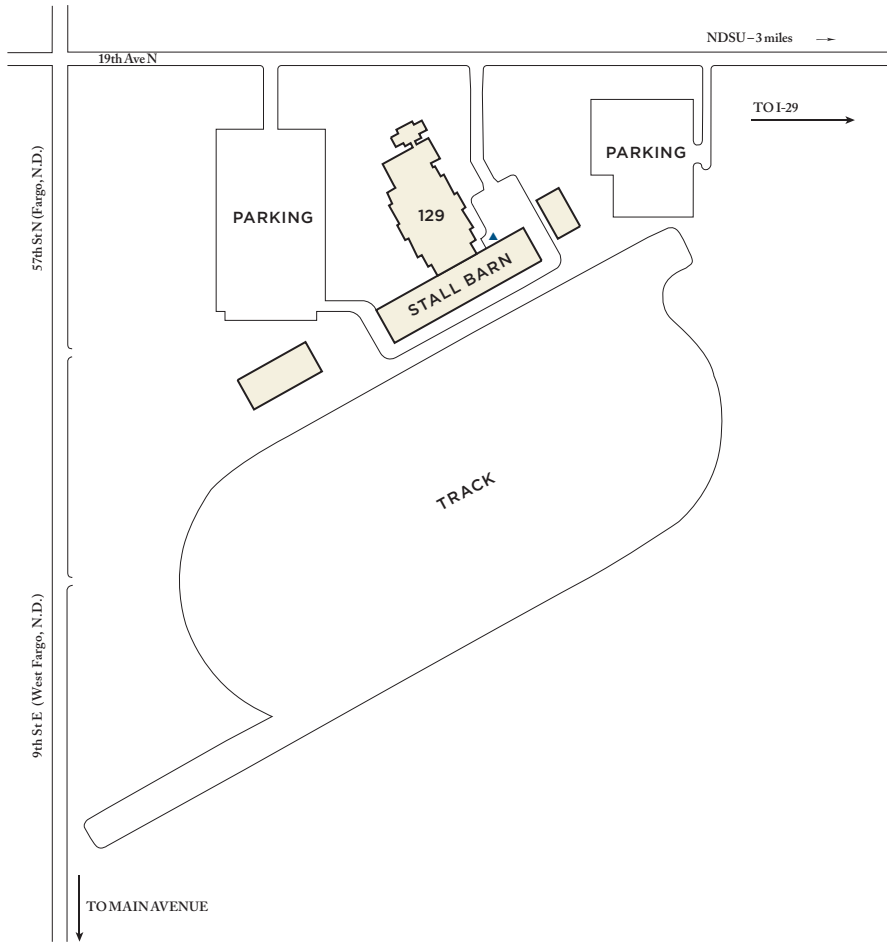 NDSU – 3 miles
19th Ave N
TO I-29
57th St N (Fargo, N.D.)
PARKING
PARKING
129
STALL BARN
TRACK
9th St E (West Fargo, N.D.)
TO MAIN AVENUE